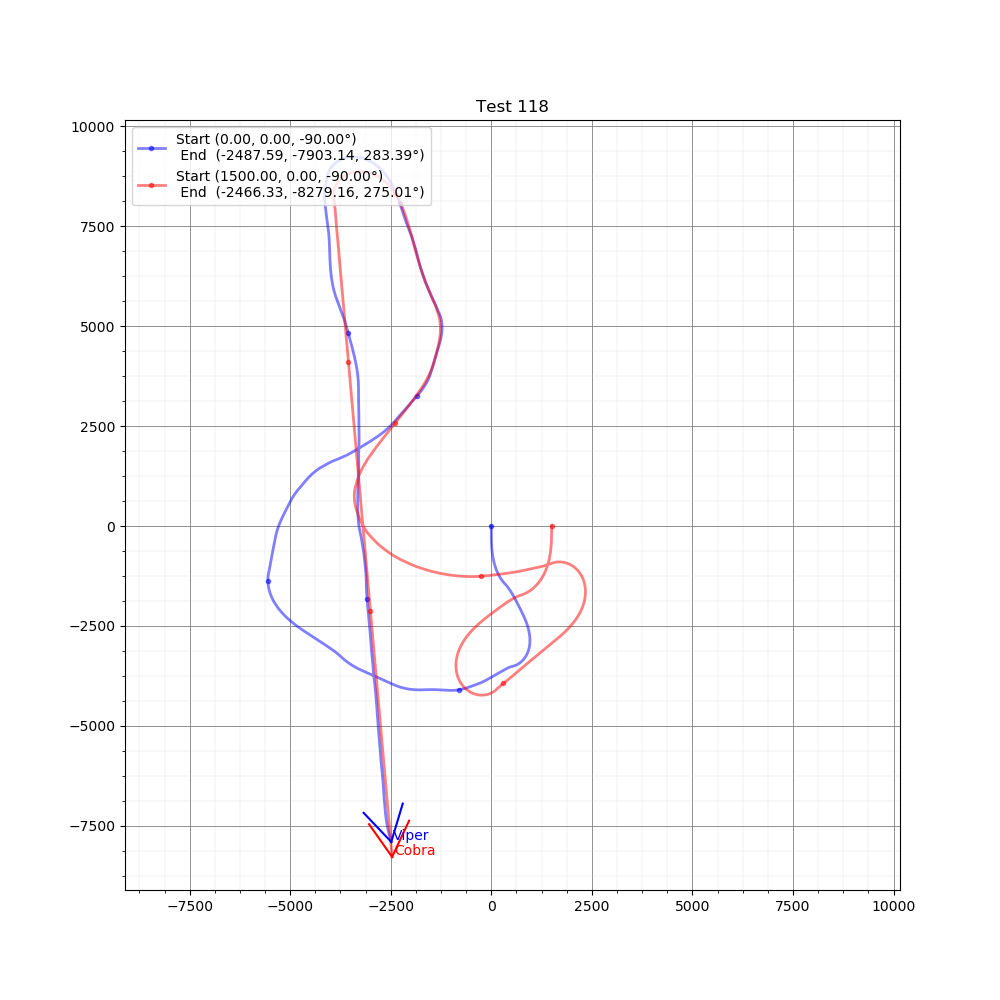 Test 118
Start (0.00, 0.00, -90.00°)
End (-2487.59, -7903.14, 283.39°)
Start (1500.00, 0.00, -90.00°)
End (-2466.33, -8279.16, 275.01°)
10000
7500
5000
2500
0
−2500
−5000
−7500
Viper
Cobra
−7500 −5000 −2500 0 2500 5000 7500 10000